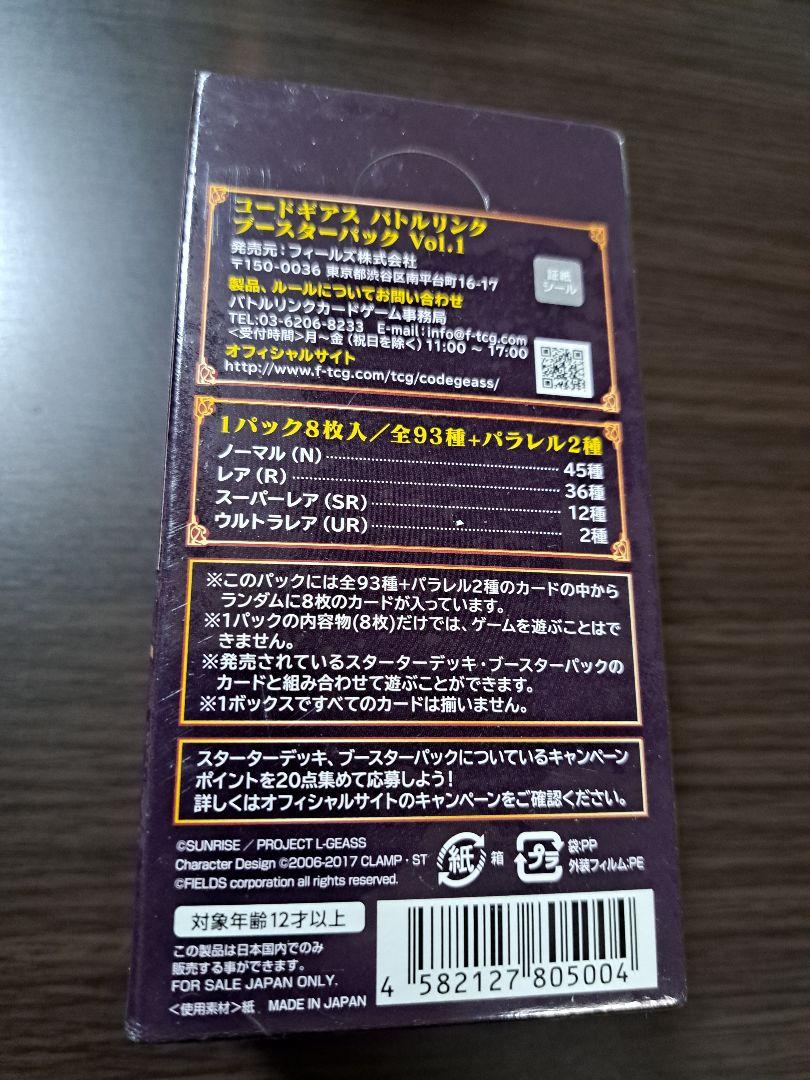 コードギアス バトルリンク
ブースターパック Vol.1
発売元：フィールズ株式会社
〒150-0036 東京都渋谷区南平台町16-17
製品、ルールについてお問い合わせ
バトルリンクカードゲーム事務局
TEL:03-6206-8233 E-mail:info@f-tcg.com
<受付時間>月～金（祝日を除く）11:00 ～ 17:00
オフィシャルサイト
http://www.f-tcg.com/tcg/codegeass/
証紙
シール
1パック8枚入／全93種+パラレル2種
ノーマル（N）……45種
レア（R）……36種
スーパーレア（SR）……12種
ウルトラレア（UR）……2種
※このパックには全93種+パラレル2種のカードの中から
ランダムに8枚のカードが入っています。
※1パックの内容物(8枚)だけでは、ゲームを遊ぶことはで
きません。
※発売されているスターターデッキ・ブースターパックの
カードと組み合わせて遊ぶことができます。
※1ボックスですべてのカードは揃いません。
スターターデッキ、ブースターパックについているキャンペーン
ポイントを20点集めて応募しよう！
詳しくはオフィシャルサイトのキャンペーンをご確認ください。
©SUNRISE／PROJECT L-GEASS
Character Design ©2006-2017 CLAMP・ST
©FIELDS corporation all rights reserved.
紙 箱
プラ 袋:PP
外装フィルム:PE
対象年齢12才以上
この製品は日本国内でのみ
販売する事ができます。
FOR SALE JAPAN ONLY.
<使用素材>紙 MADE IN JAPAN
4 582127 805004